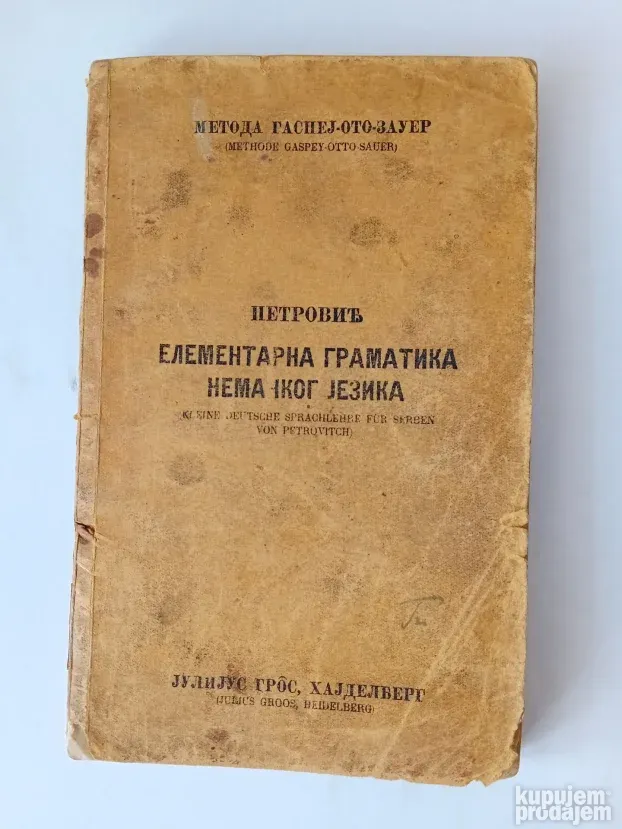 МЕТОДА ГАСПЕЈ-ОТО-ЗАУЕР
(METHODE GASPEY-OTTO-SAUER)
ПЕТРОВИЋ
ЕЛЕМЕНТАРНА ГРАМАТИКА
НЕМАЧКОГ ЈЕЗИКА
(KLEINE DEUTSCHE SPRACHLEHRE FÜR SERBEN
VON PETROVITCH)
ЈУЛИЈУС ГРО̂С, ХАЈДЕЛБЕРГ
(JULIUS GROOS, HEIDELBERG)
kupujem
prodajem